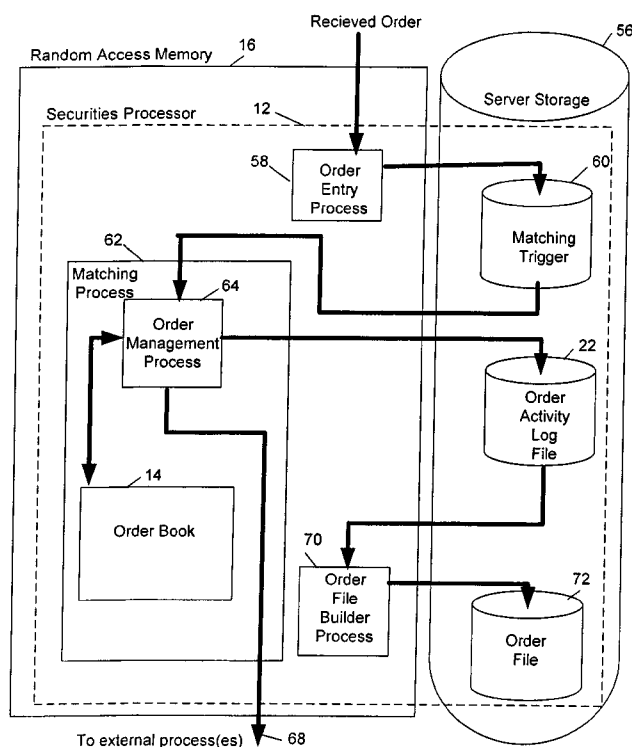 Recieved Order
56
Random Access Memory
16
Server Storage
Securities Processor
12
58
Order
Entry
Process
60
Matching
Trigger
62
Matching
Process
64
Order
Management
Process
22
Order
Activity
Log
File
14
Order Book
70
Order
File
Builder
Process
72
Order
File
To external process(es)
68